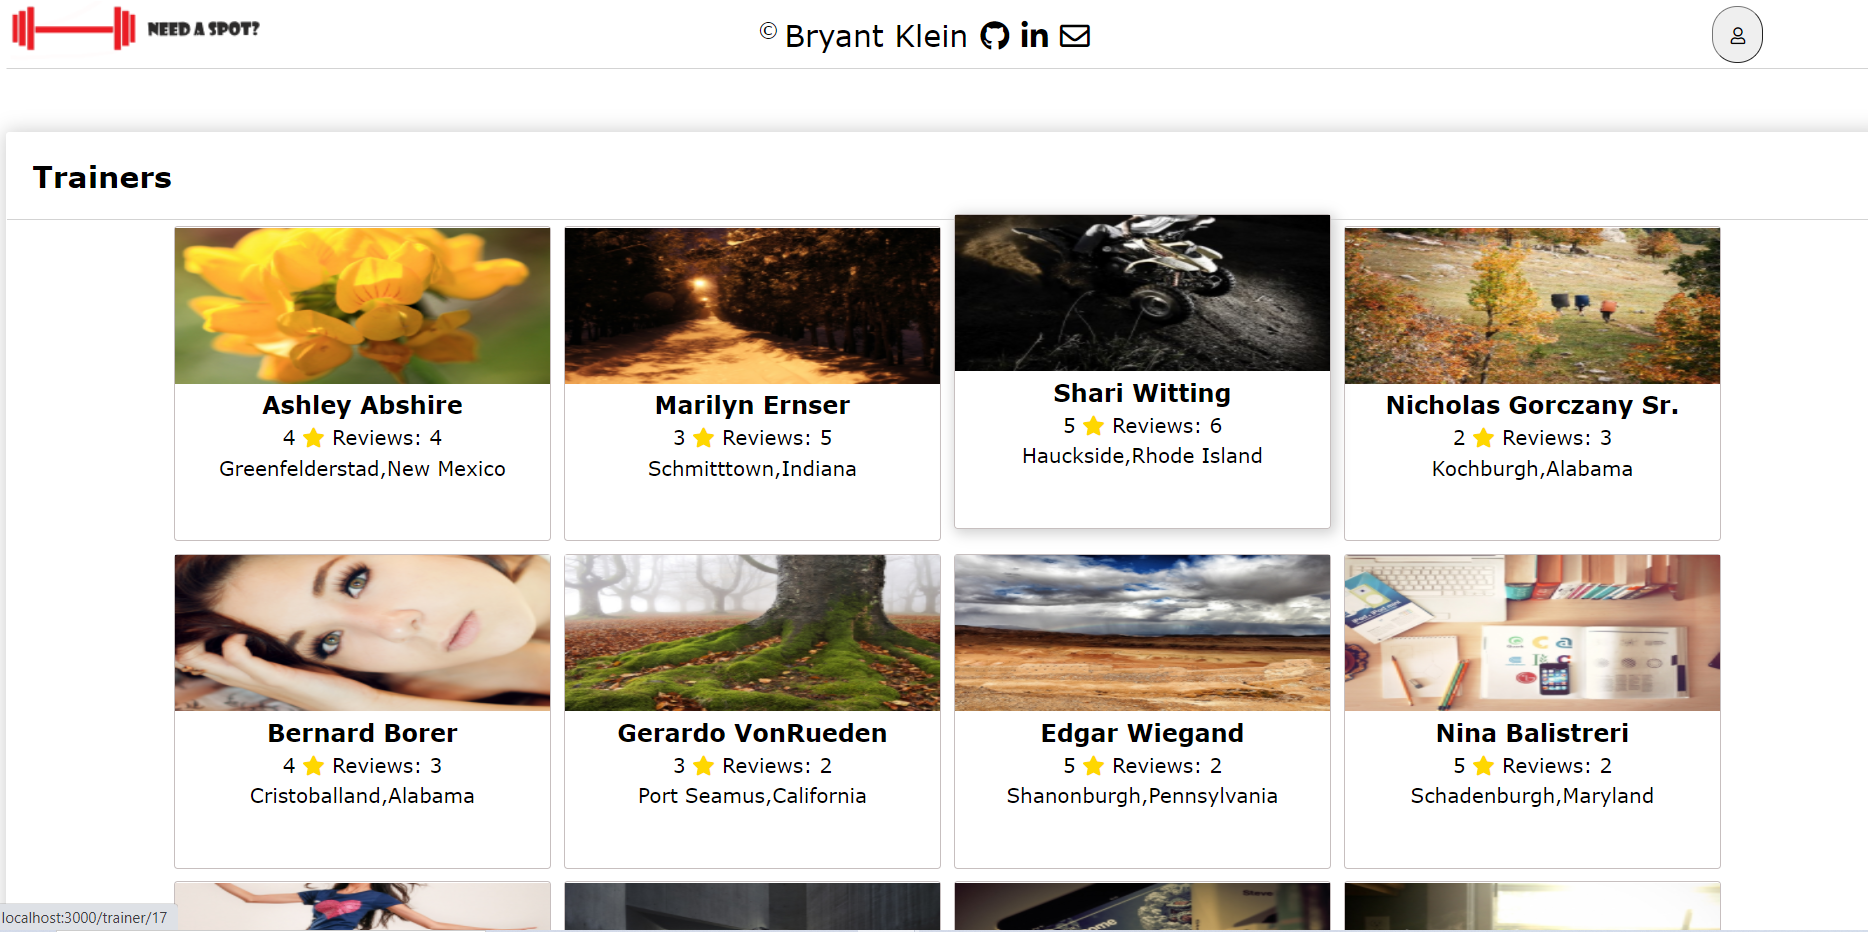 NEED A SPOT?
© Bryant Klein in
Trainers
Ashley Abshire
4 Reviews: 4
Greenfelderstad,New Mexico
Marilyn Ernser
3 Reviews: 5
Schmitttown,Indiana
Shari Witting
5 Reviews: 6
Hauckside,Rhode Island
Nicholas Gorczany Sr.
2 Reviews: 3
Kochburgh,Alabama
Bernard Borer
4 Reviews: 3
Cristoballand,Alabama
Gerardo VonRueden
3 Reviews: 2
Port Seamus,California
Edgar Wiegand
5 Reviews: 2
Shanonburgh,Pennsylvania
Nina Balistreri
5 Reviews: 2
Schadenburgh,Maryland
Steve
localhost:3000/trainer/17